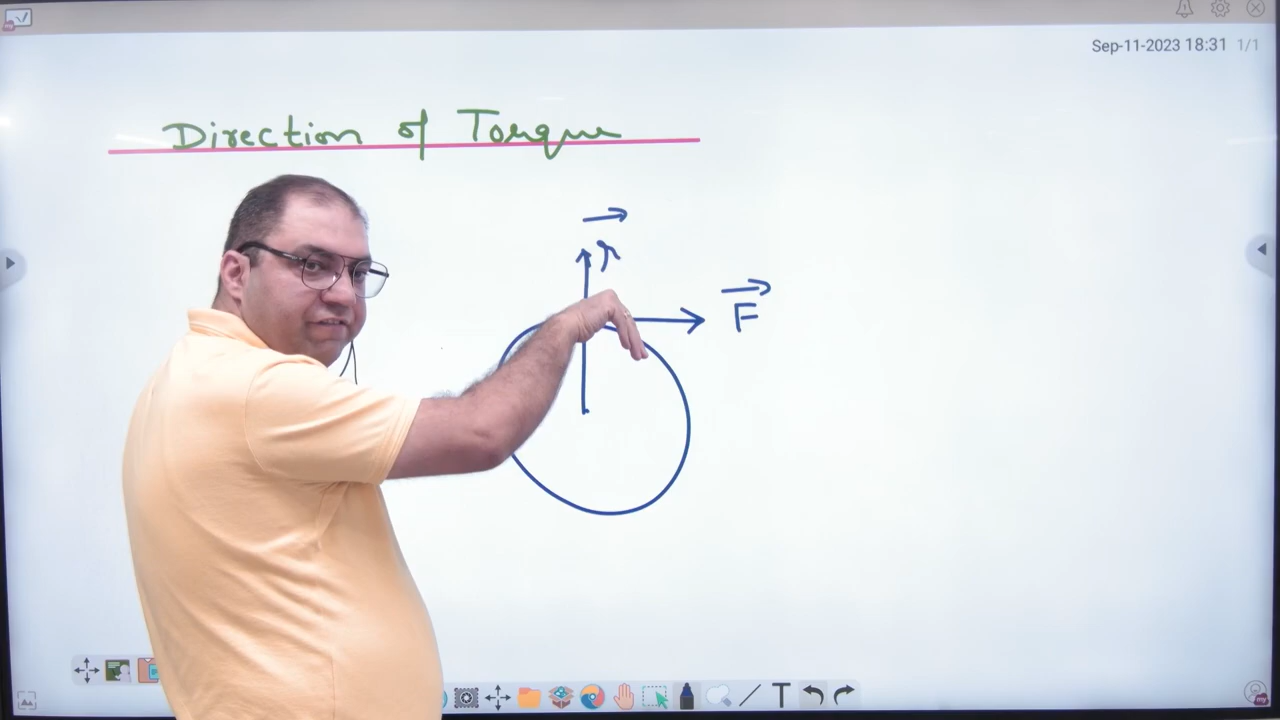 Sep-11-2023 18:31 1/1
Direction of Torque
r
F
T